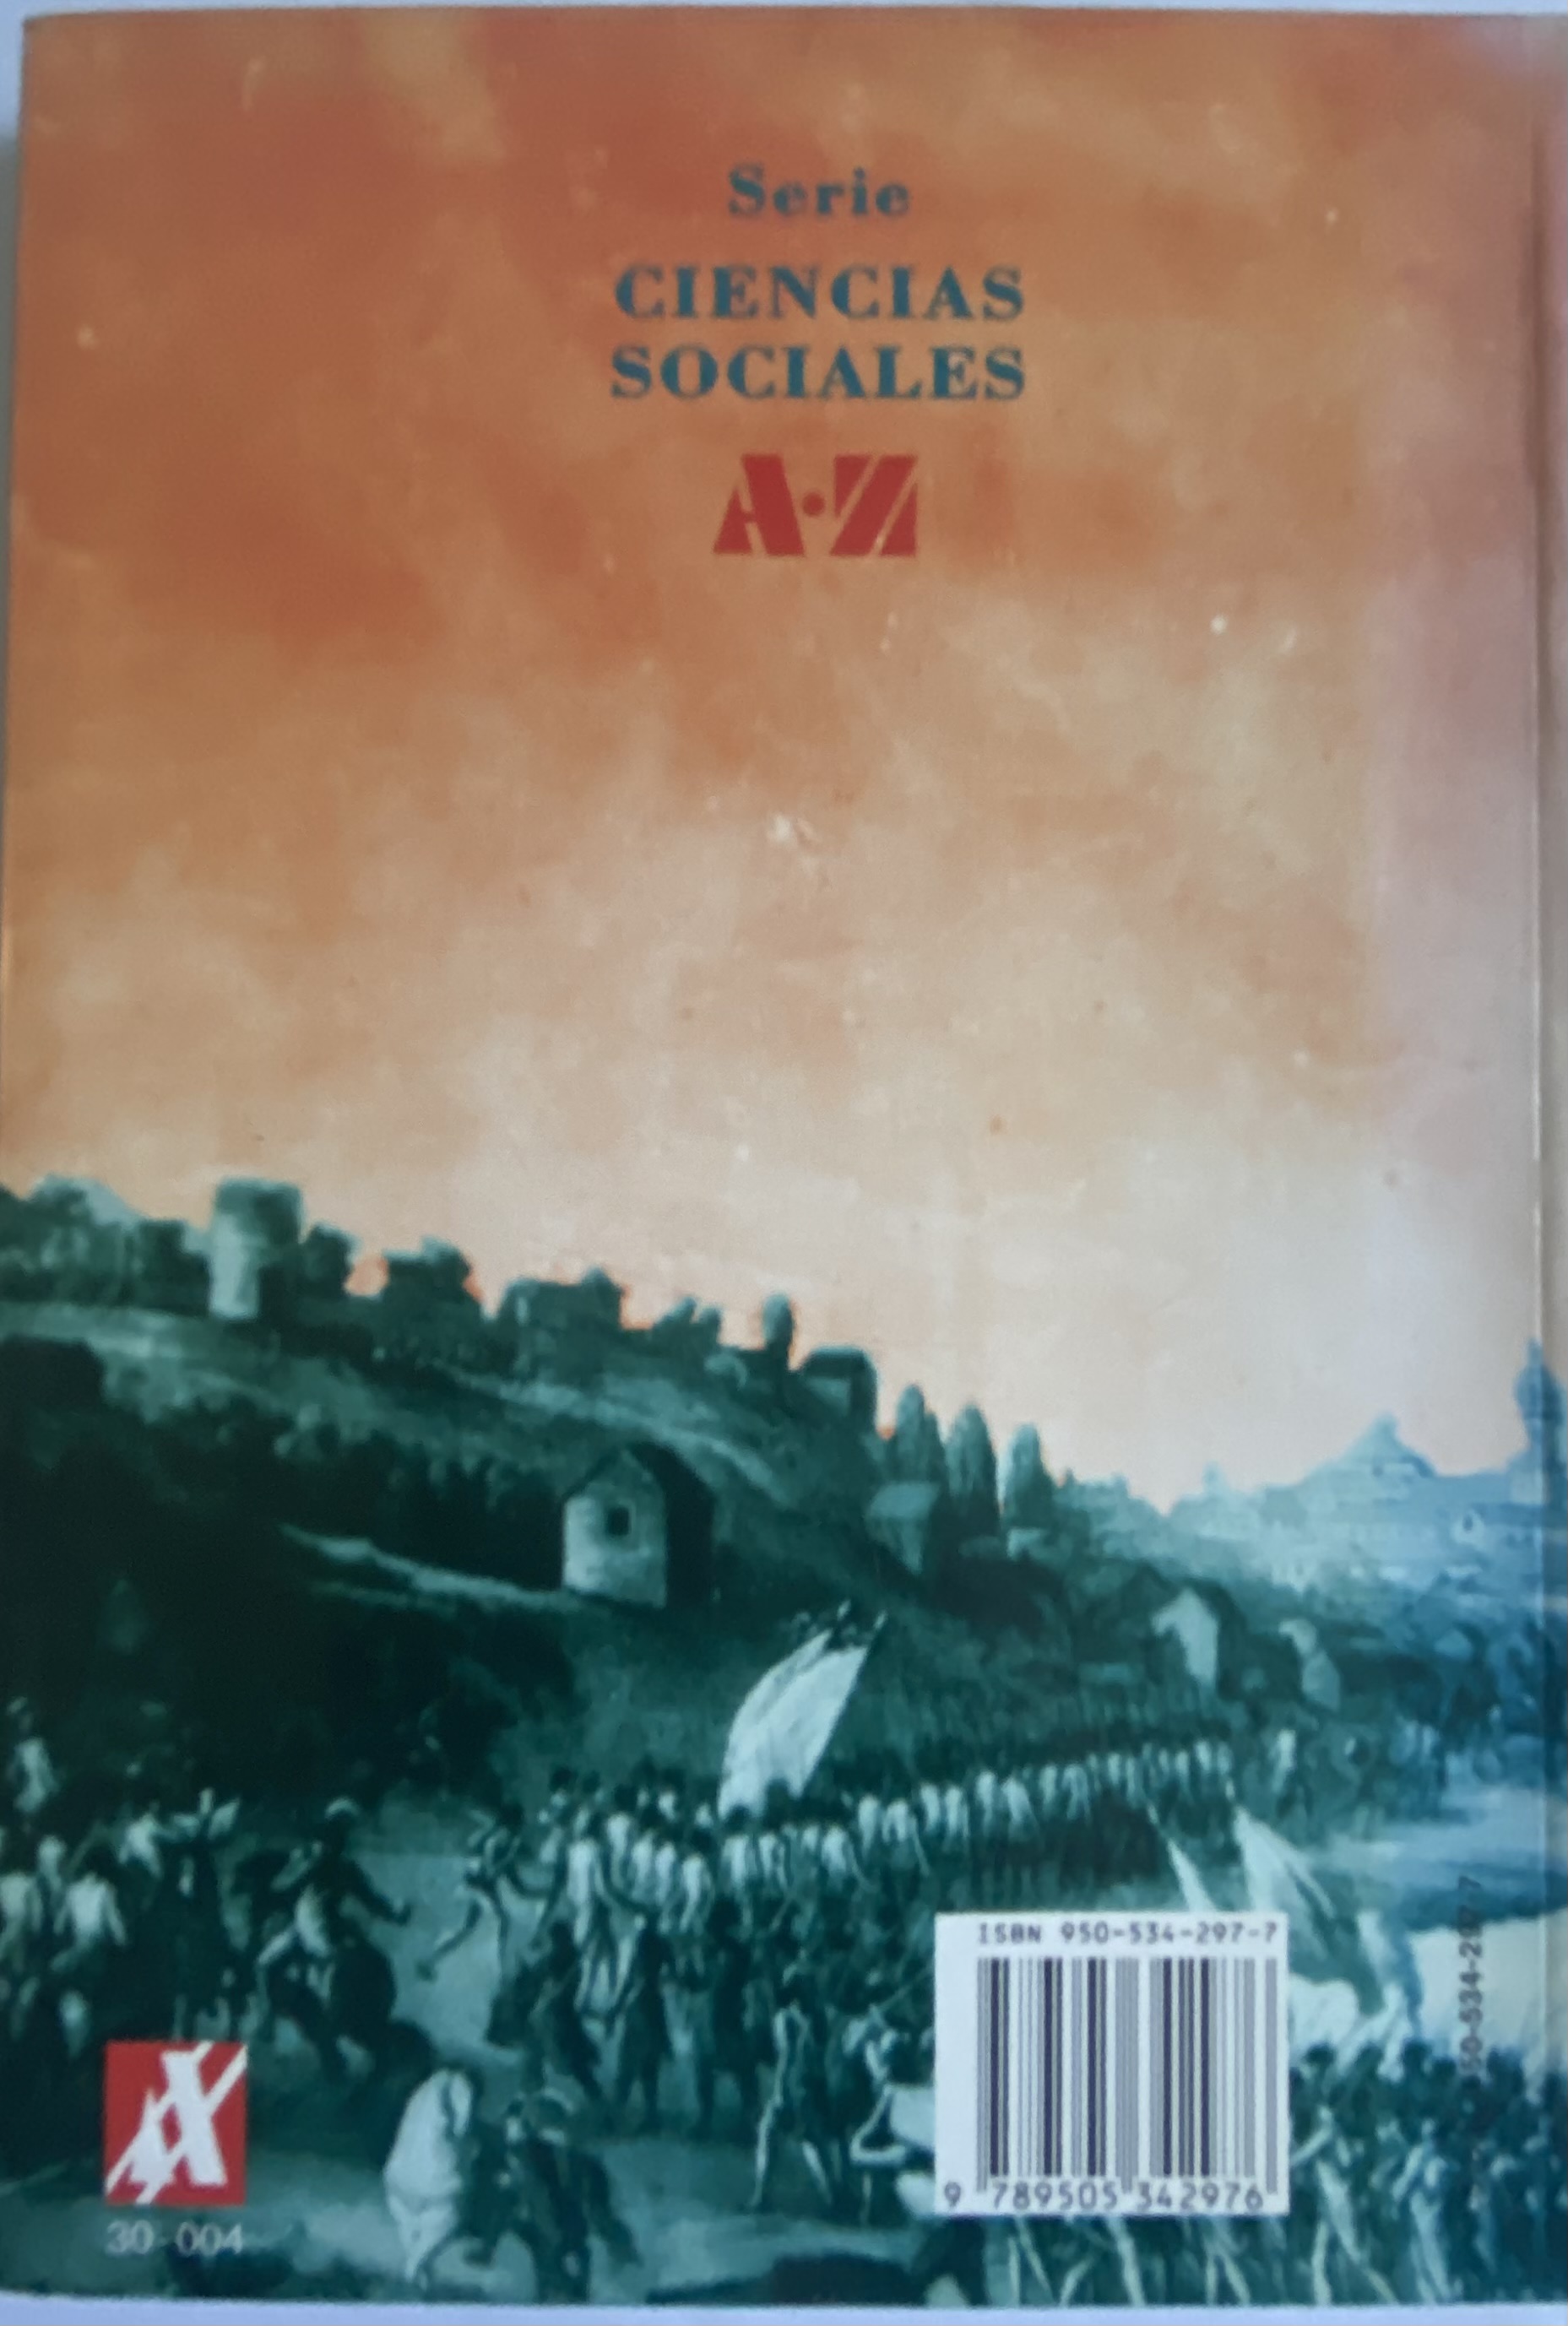 Serie
CIENCIAS
SOCIALES
A·Z
ISBN 950-534-297-7
9 789505 342976
30-004